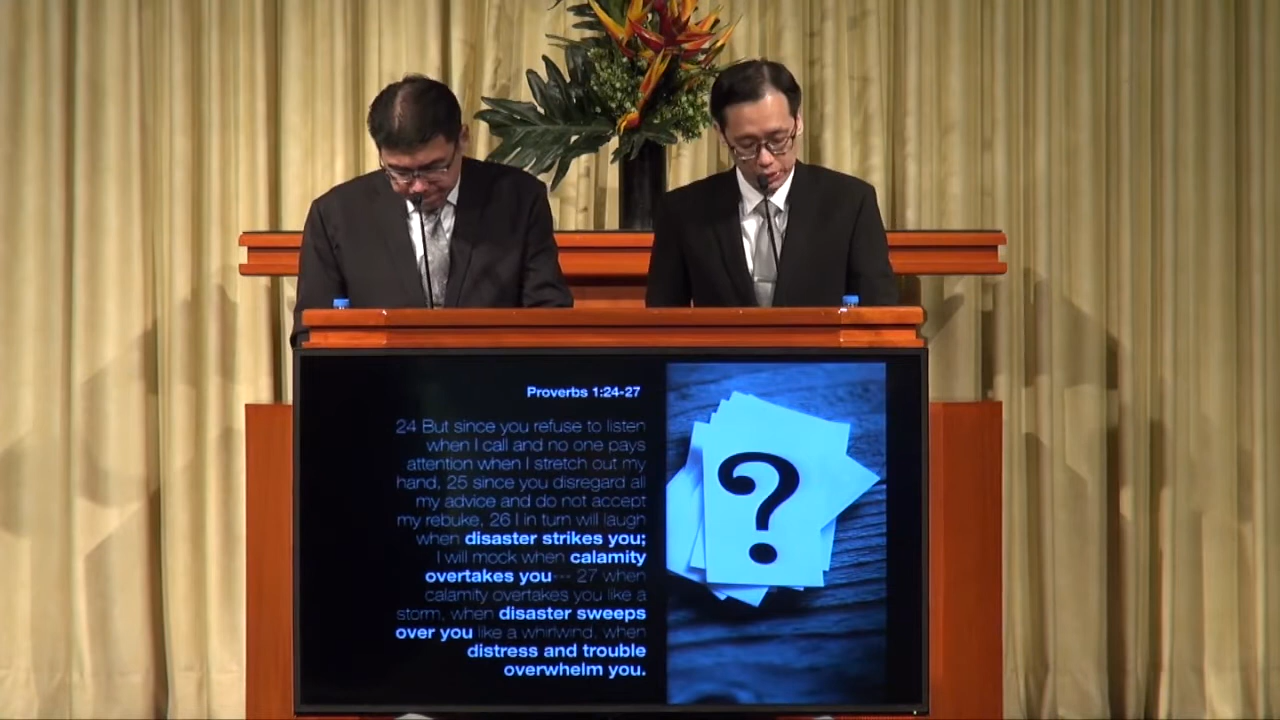 Proverbs 1:24-27
24 But since you refuse to listen
when I call and no one pays
attention when I stretch out my
hand, 25 since you disregard all
my advice and do not accept
my rebuke, 26 I in turn will laugh
when disaster strikes you;
I will mock when calamity
overtakes you--- 27 when
calamity overtakes you like a
storm, when disaster sweeps
over you like a whirlwind, when
distress and trouble
overwhelm you.
?